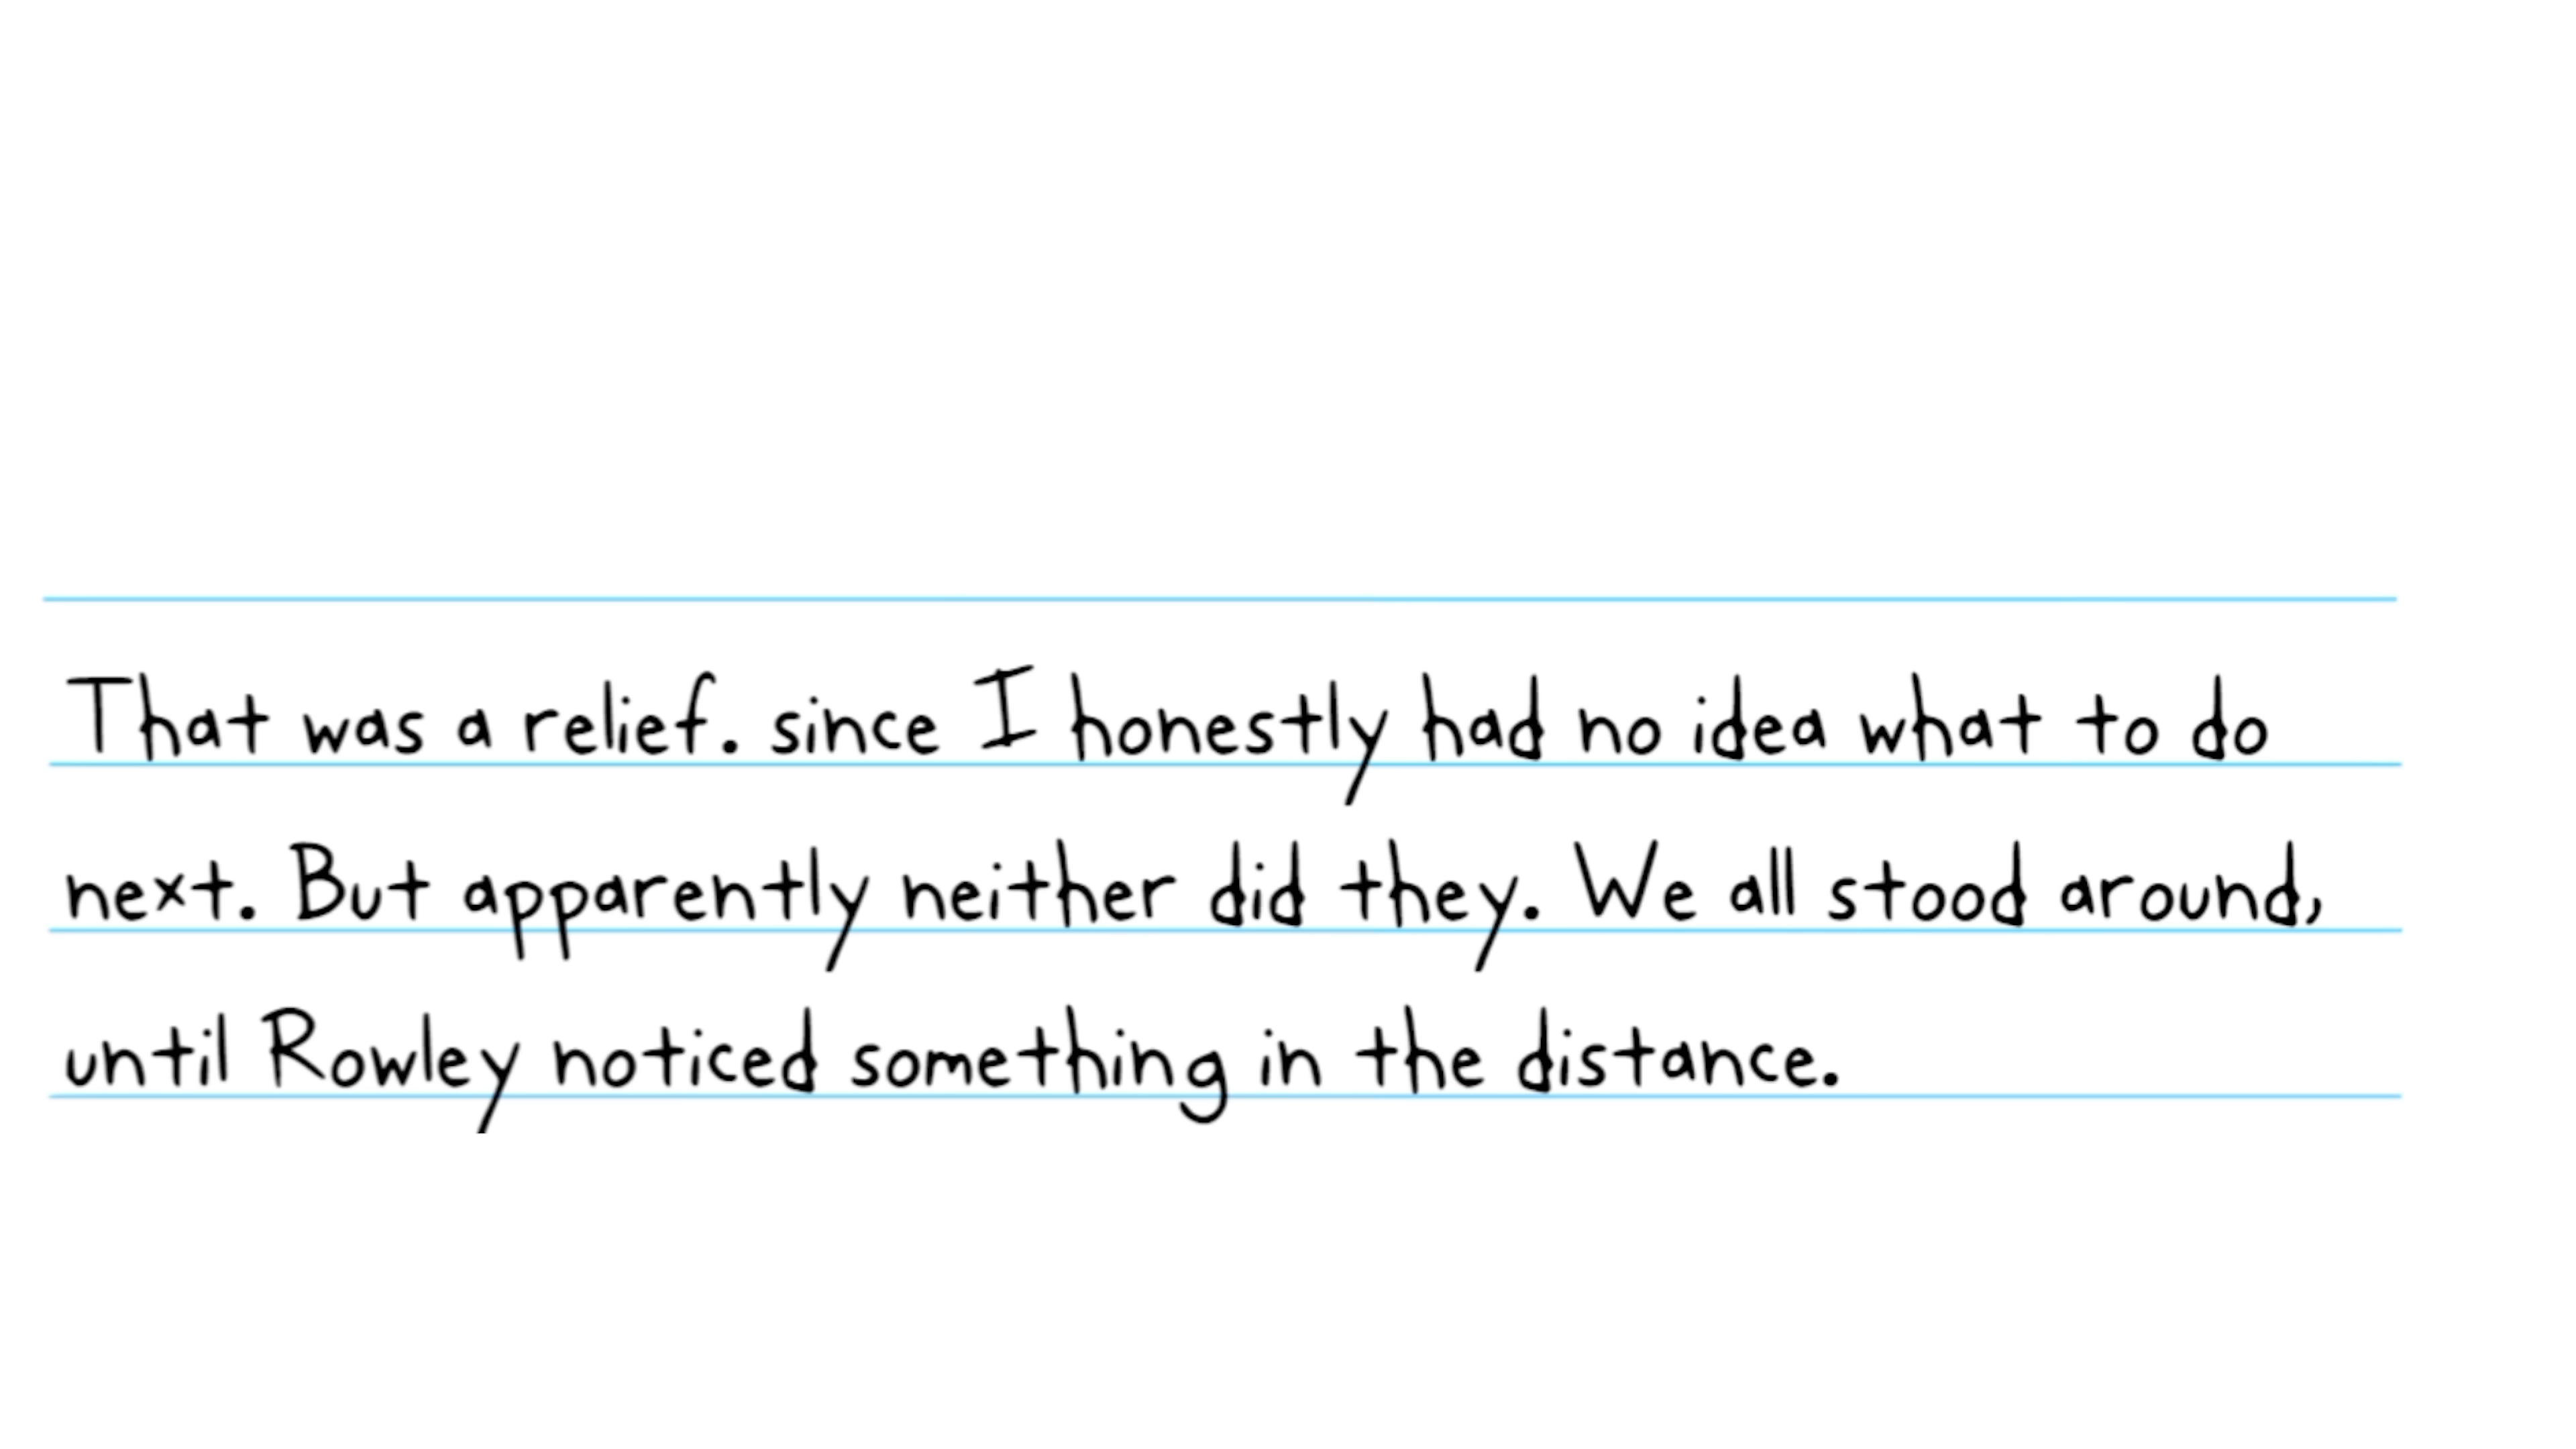 That was a relief. since I honestly had no idea what to do
next. But apparently neither did they. We all stood around,
until Rowley noticed something in the distance.